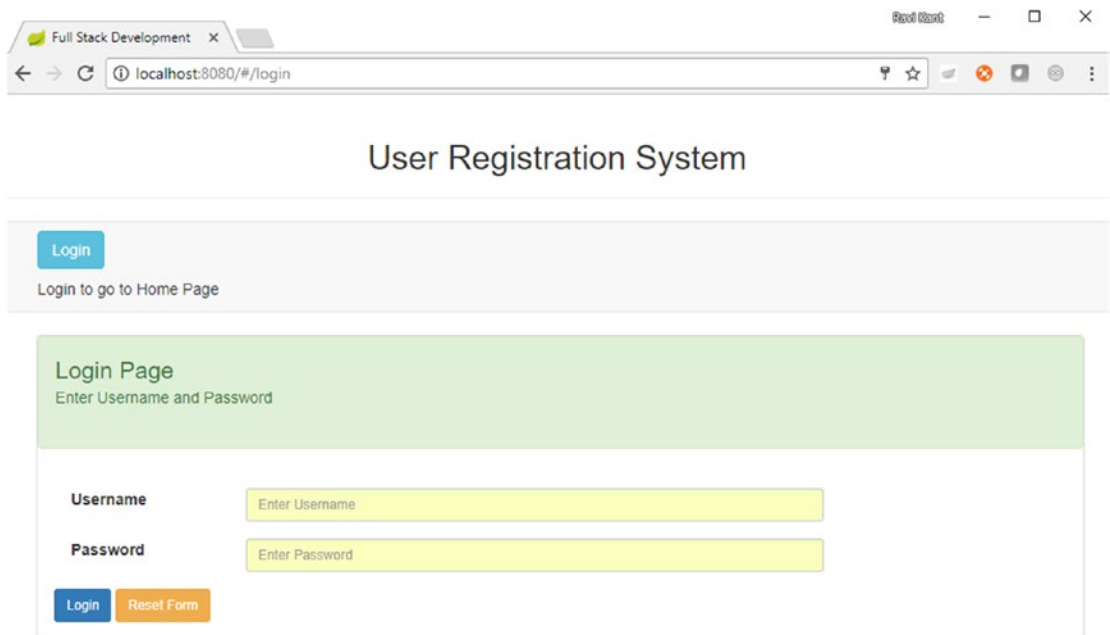 Ravi Kant
Full Stack Development
localhost:8080/#/login
User Registration System
Login
Login to go to Home Page
Login Page
Enter Username and Password
Username
Enter Username
Password
Enter Password
Login
Reset Form